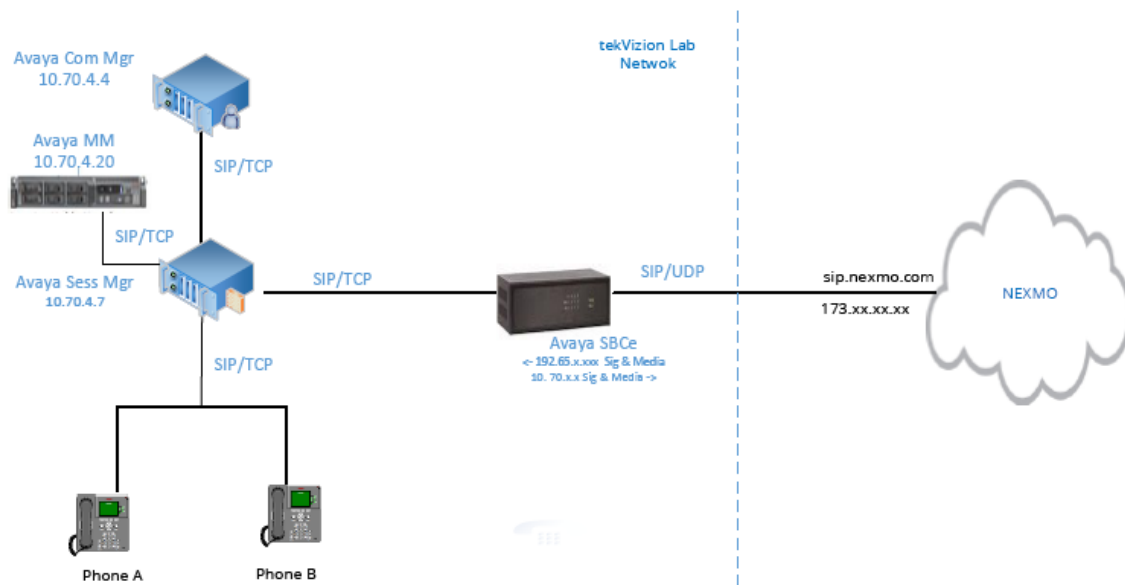 tekVizion Lab
Netwok
Avaya Com Mgr
10.70.4.4
Avaya MM
10.70.4.20
SIP/TCP
SIP/TCP
Avaya Sess Mgr
10.70.4.7
SIP/TCP
SIP/UDP
sip.nexmo.com
173.xx.xx.xx
NEXMO
Avaya SBCe
<- 192.65.x.xxx Sig & Media
10. 70.x.x Sig & Media ->
SIP/TCP
Phone A
Phone B